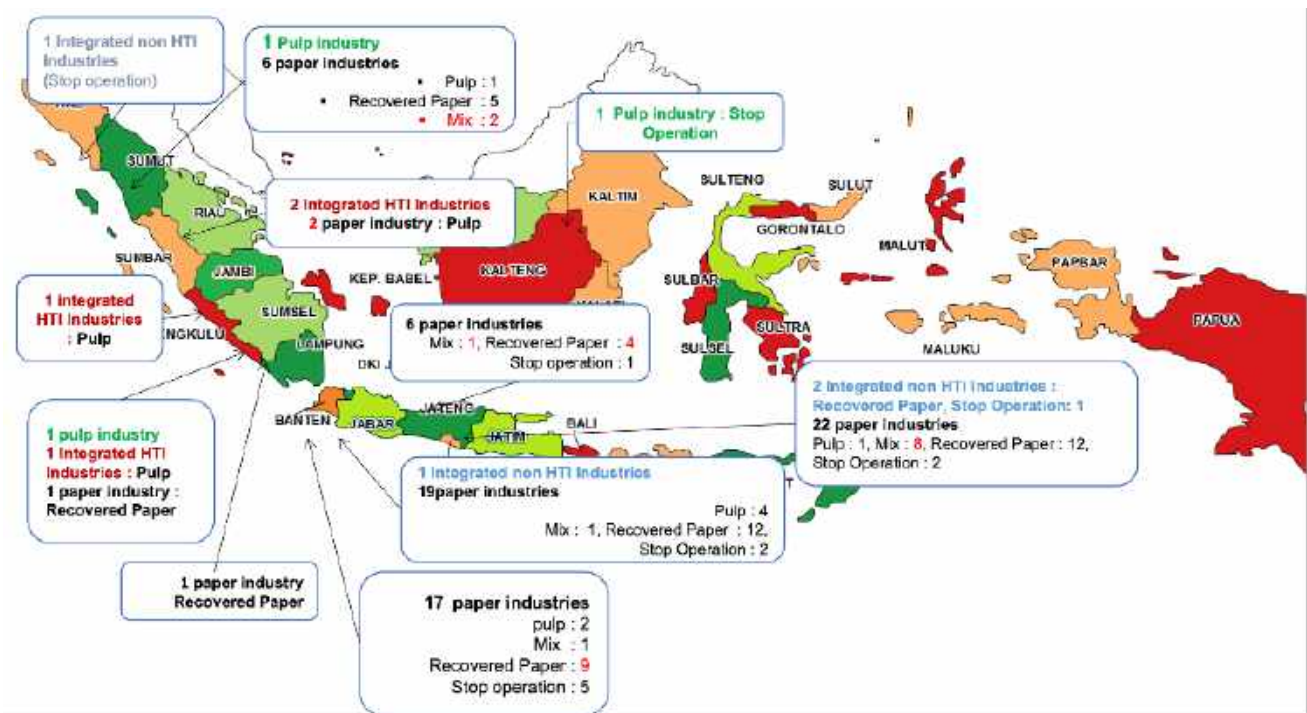 1 Integrated non HTI
Industries
(Stop operation)
1 Pulp industry
6 paper industries
• Pulp : 1
• Recovered Paper : 5
• Mix : 2
1 Pulp industry : Stop
Operation
SUMUT
RIAU
2 Integrated HTI Industries
2 paper industry : Pulp
KALTIM
SULTENG
SULUT
GORONTALO
MALUT
SUMBAR
JAMBI
KEP. BABEL
KALTENG
SULBAR
PAPBAR
1 integrated
HTI Industries
: Pulp
SUMSEL
ENGKULU
LAMPUNG
DKI J
6 paper industries
Mix : 1, Recovered Paper : 4
Stop operation : 1
SULTRA
SULSEL
MALUKU
PAPUA
2 Integrated non HTI Industries :
Recovered Paper, Stop Operation: 1
22 paper industries
Pulp : 1, Mix : 8, Recovered Paper : 12,
Stop Operation : 2
BANTEN
JABAR
JATENG
JATIM
BALI
1 pulp industry
1 Integrated HTI
Industries : Pulp
1 paper industry :
Recovered Paper
1 Integrated non HTI Industries
19paper industries
Pulp : 4
Mix : 1, Recovered Paper : 12,
Stop Operation : 2
1 paper industry
Recovered Paper
17 paper industries
pulp : 2
Mix : 1
Recovered Paper : 9
Stop operation : 5